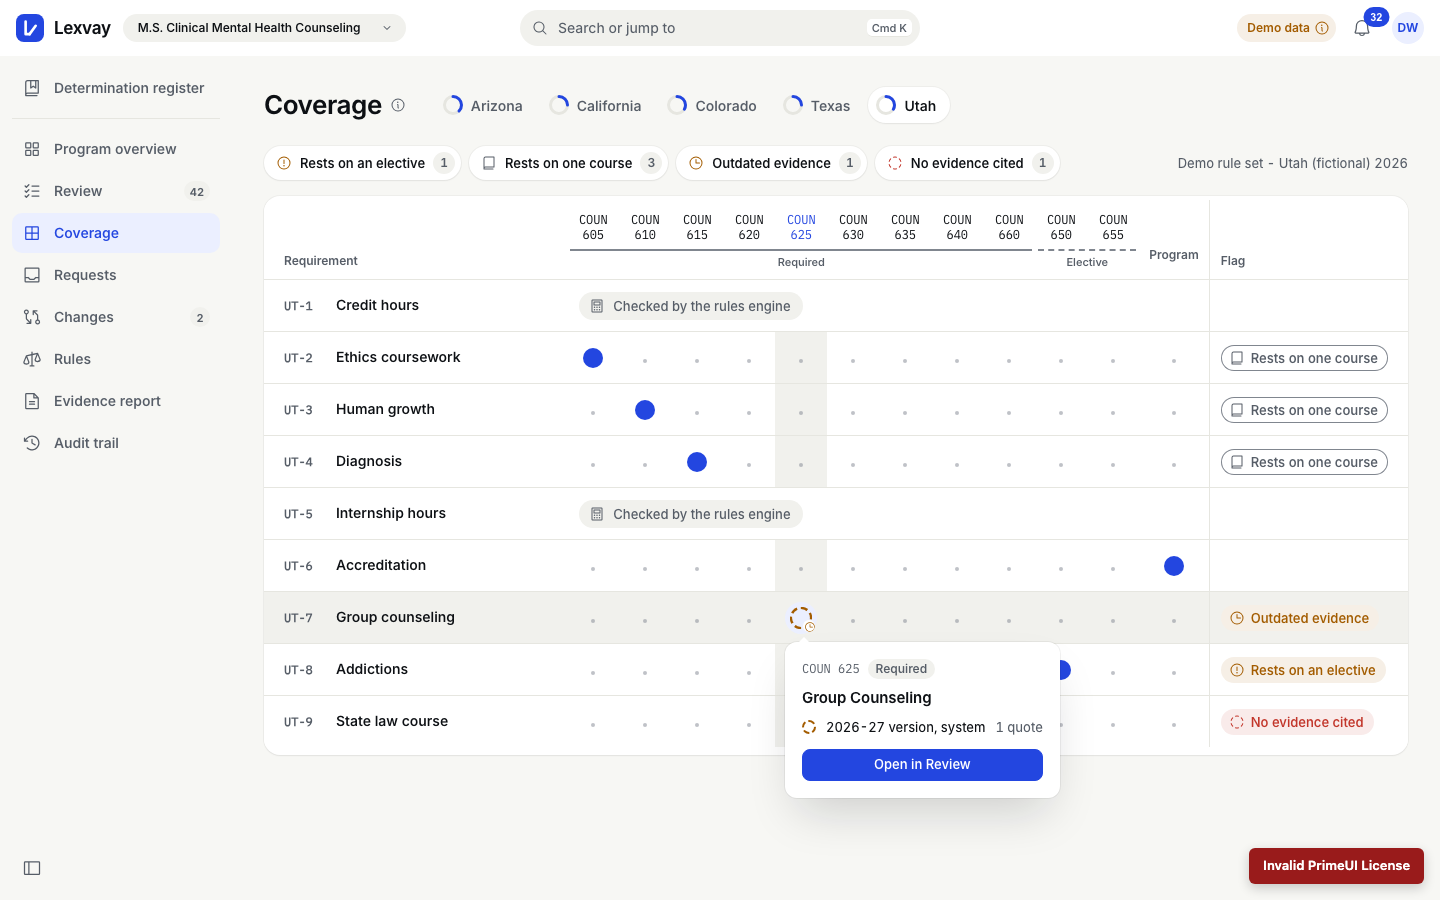 Lexvay
M.S. Clinical Mental Health Counseling
Search or jump to
Cmd K
Demo data
32
DW
Determination register
Program overview
Review 42
Coverage
Requests
Changes 2
Rules
Evidence report
Audit trail
Coverage
Arizona
California
Colorado
Texas
Utah
Rests on an elective 1
Rests on one course 3
Outdated evidence 1
No evidence cited 1
Demo rule set - Utah (fictional) 2026
Requirement
COUN 605
COUN 610
COUN 615
COUN 620
COUN 625
COUN 630
COUN 635
COUN 640
COUN 660
COUN 650
COUN 655
Required
Elective
Program
Flag
UT-1 Credit hours Checked by the rules engine
UT-2 Ethics coursework Rests on one course
UT-3 Human growth Rests on one course
UT-4 Diagnosis Rests on one course
UT-5 Internship hours Checked by the rules engine
UT-6 Accreditation
UT-7 Group counseling Outdated evidence
UT-8 Addictions Rests on an elective
UT-9 State law course No evidence cited
COUN 625 Required
Group Counseling
2026-27 version, system 1 quote
Open in Review
Invalid PrimeUI License